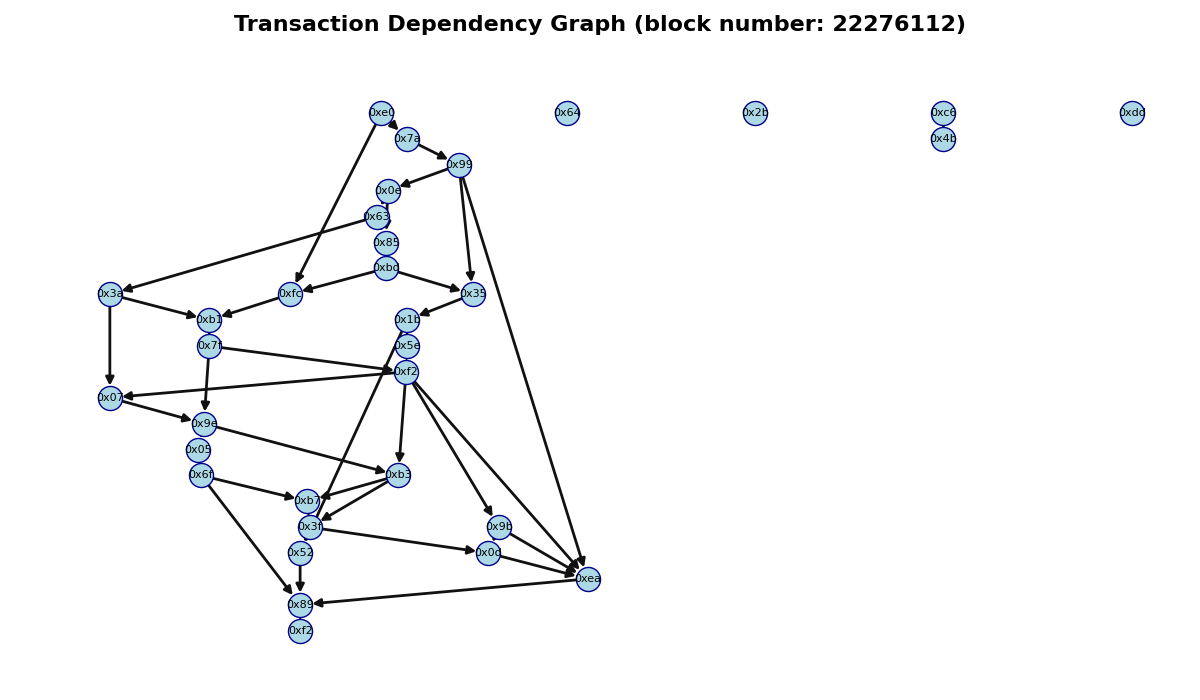 Transaction Dependency Graph (block number: 22276112)
0xe0
0x64
0x2b
0xc6
0xdd
0x7a
0x4b
0x99
0x0e
0x63
0x85
0xbd
0x3a
0xfc
0x35
0xb1
0x1b
0x7f
0x5e
0xf2
0x07
0x9e
0x05
0x6f
0xb3
0xb7
0x3f
0x9b
0x52
0x0d
0xea
0x89
0xf2